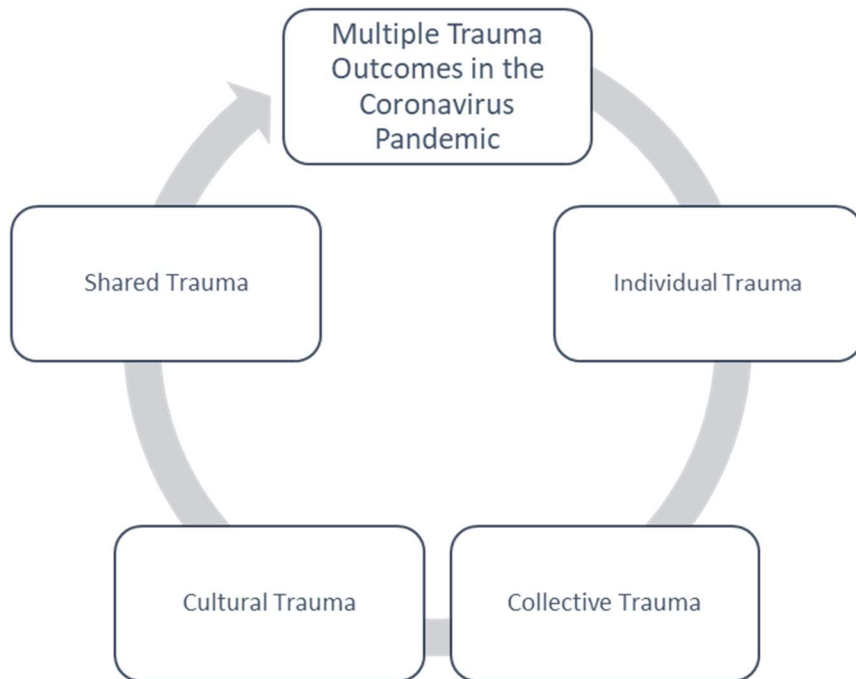 Multiple Trauma
Outcomes in the
Coronavirus
Pandemic
Shared Trauma
Individual Trauma
Cultural Trauma
Collective Trauma